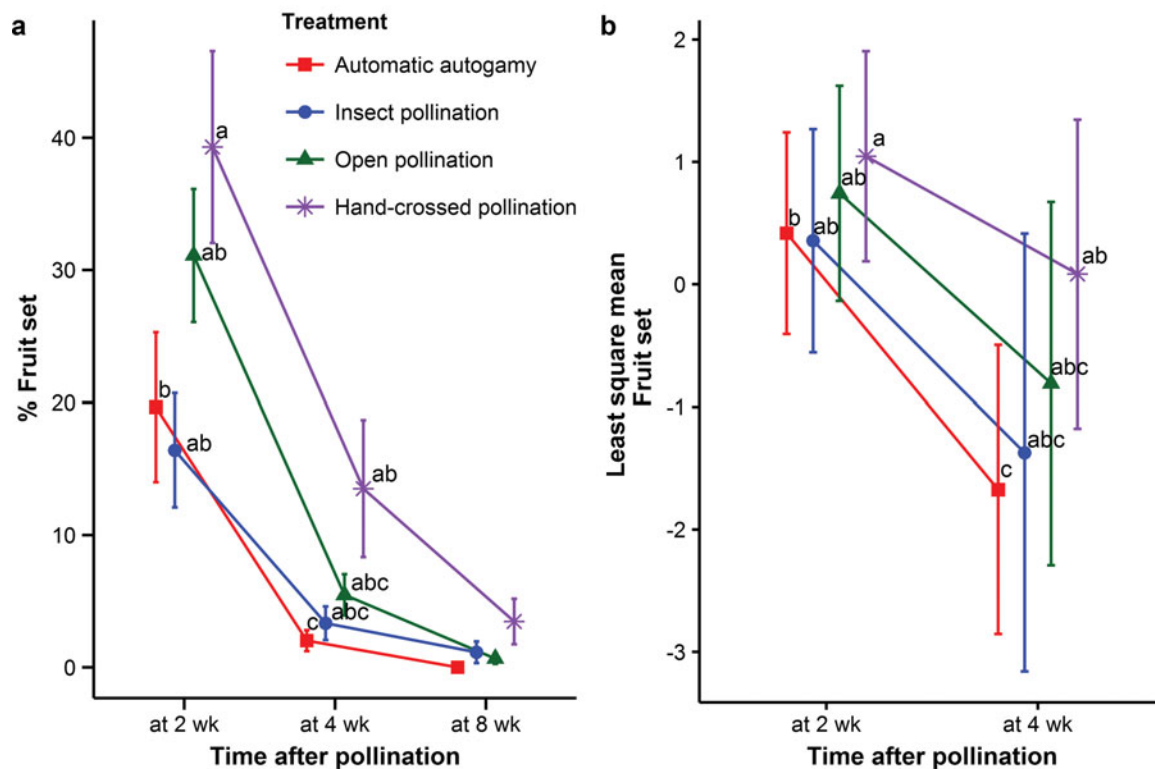 a
Treatment
Automatic autogamy
Insect pollination
Open pollination
Hand-crossed pollination
% Fruit set
40
30
20
10
0
a
ab
b
ab
ab
abc
abc
c
at 2 wk
at 4 wk
at 8 wk
Time after pollination
b
Least square mean
Fruit set
2
1
0
-1
-2
-3
a
ab
b
ab
ab
abc
abc
c
at 2 wk
at 4 wk
Time after pollination